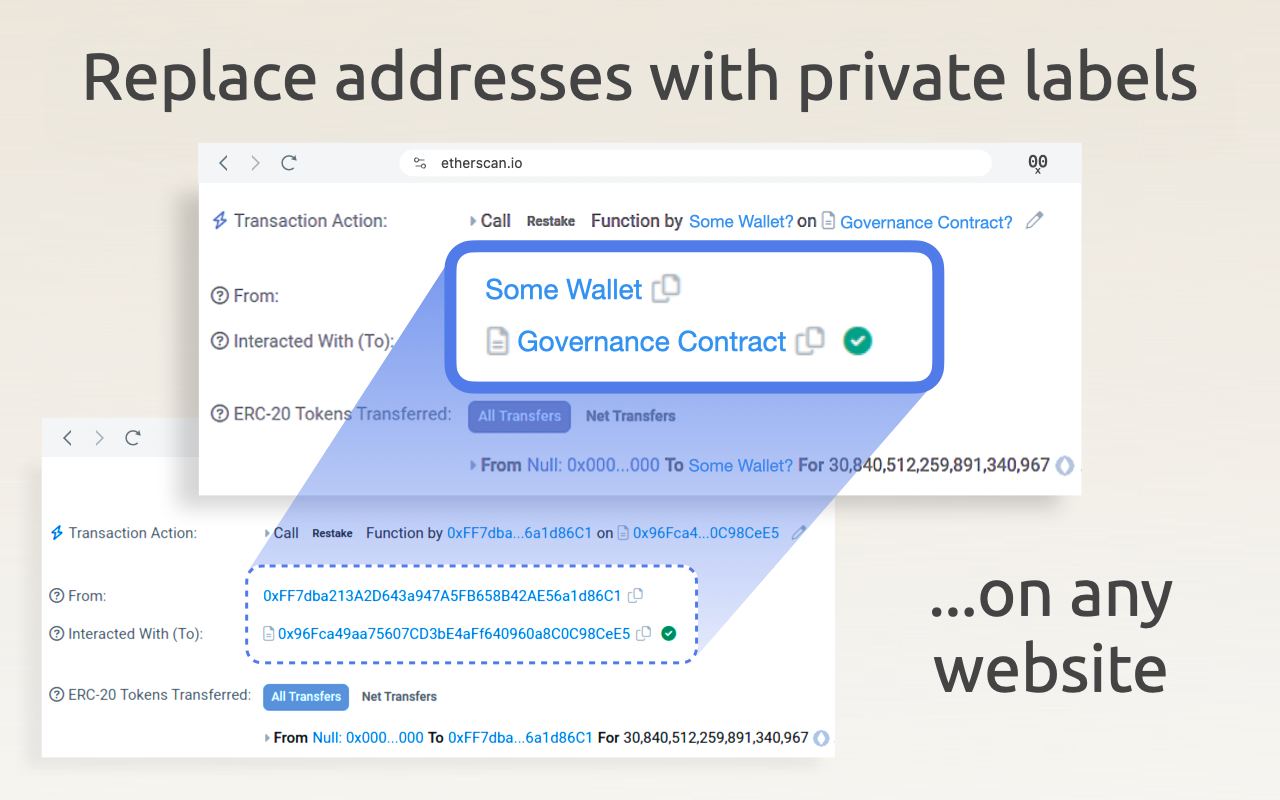 Replace addresses with private labels
etherscan.io
00
x
Transaction Action: Call Restake Function by Some Wallet? on Governance Contract?
From: Some Wallet
Interacted With (To): Governance Contract
ERC-20 Tokens Transferred: All Transfers Net Transfers
From Null: 0x000...000 To Some Wallet? For 30,840,512,259,891,340,967
Transaction Action: Call Restake Function by 0xFF7dba...6a1d86C1 on 0x96Fca4...0C98CeE5
From: 0xFF7dba213A2D643a947A5FB658B42AE56a1d86C1
Interacted With (To): 0x96Fca49aa75607CD3bE4aFf640960a8C0C98CeE5
ERC-20 Tokens Transferred: All Transfers Net Transfers
From Null: 0x000...000 To 0xFF7dba...6a1d86C1 For 30,840,512,259,891,340,967
...on any
website